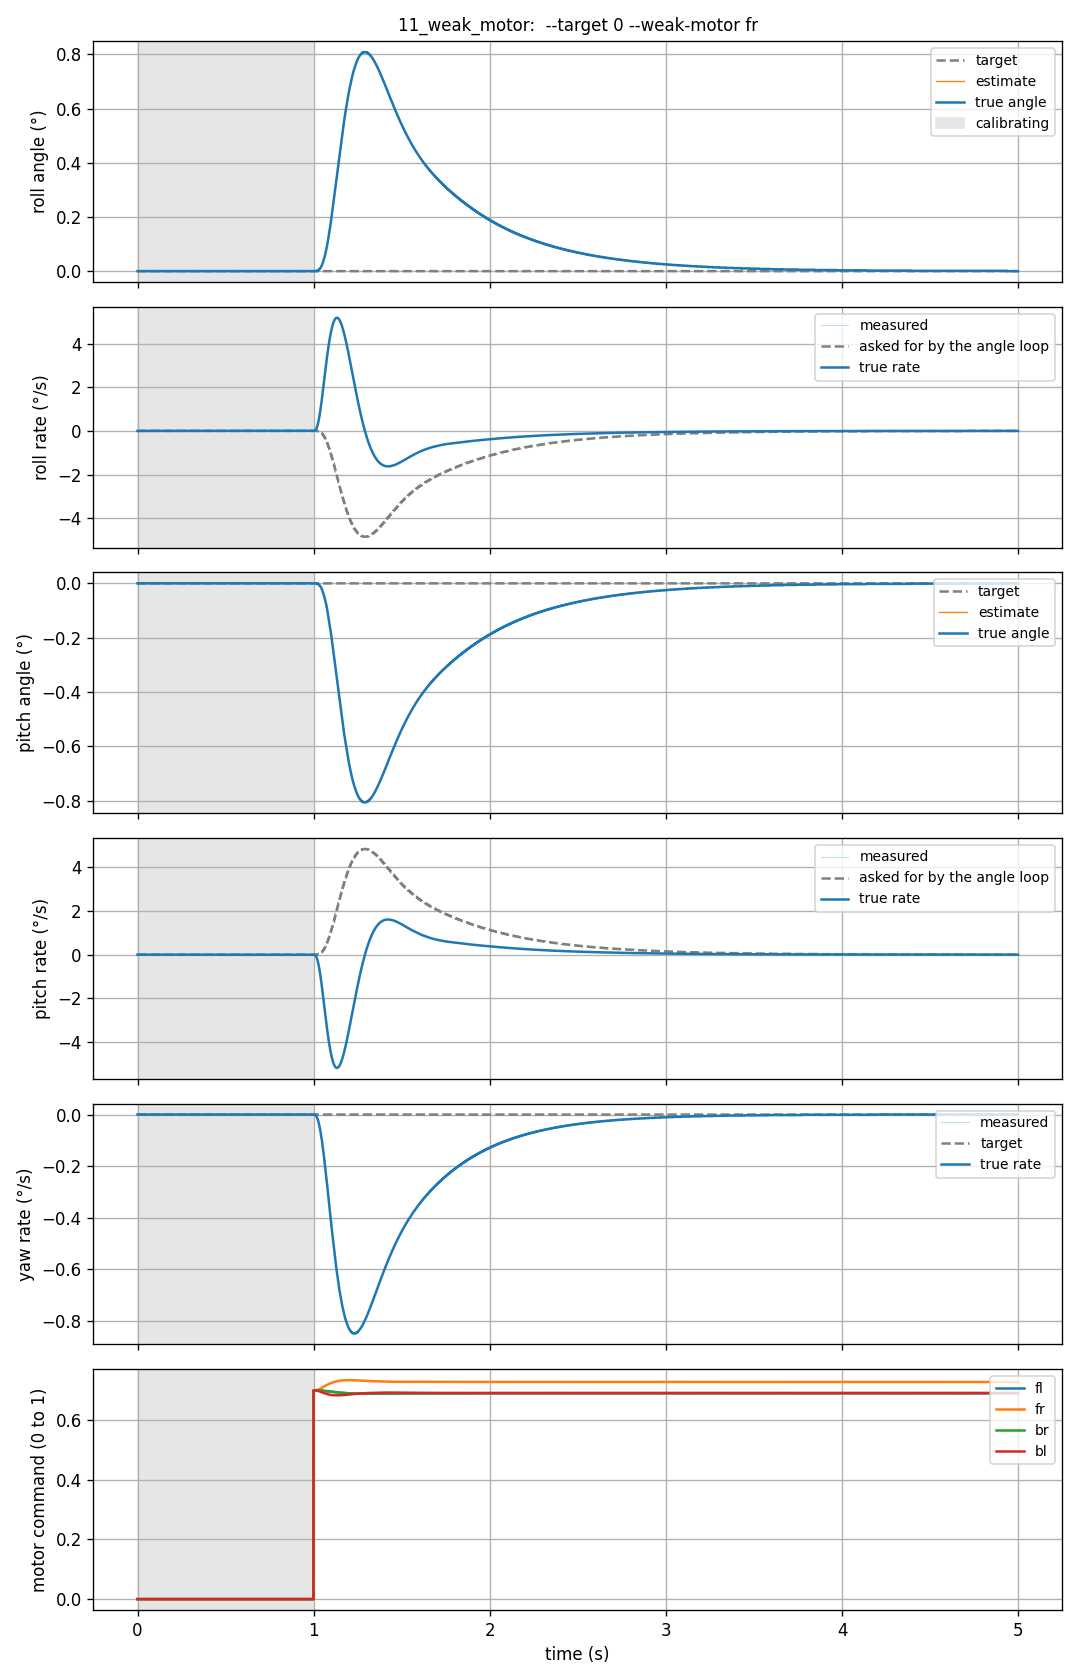 11_weak_motor:  --target 0 --weak-motor fr
roll angle (°)
0.8
0.6
0.4
0.2
0.0
target
estimate
true angle
calibrating
roll rate (°/s)
4
2
0
−2
−4
measured
asked for by the angle loop
true rate
pitch angle (°)
0.0
−0.2
−0.4
−0.6
−0.8
target
estimate
true angle
pitch rate (°/s)
4
2
0
−2
−4
measured
asked for by the angle loop
true rate
yaw rate (°/s)
0.0
−0.2
−0.4
−0.6
−0.8
measured
target
true rate
motor command (0 to 1)
0.6
0.4
0.2
0.0
fl
fr
br
bl
0 1 2 3 4 5
time (s)